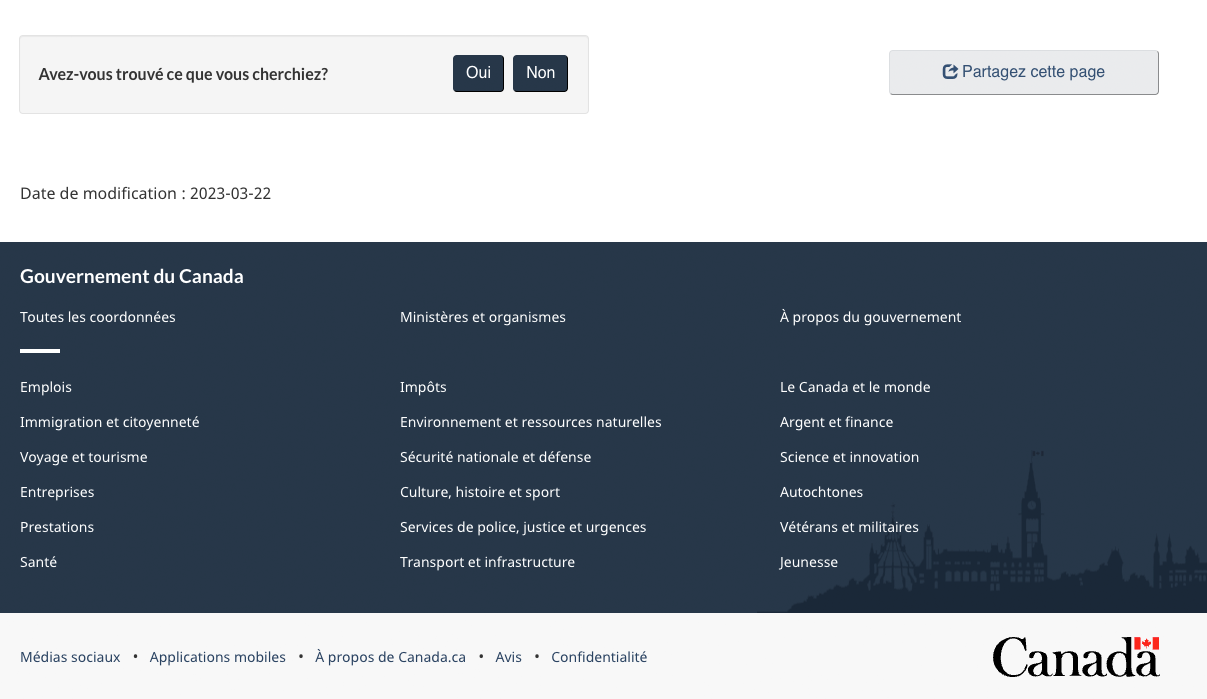 Avez-vous trouvé ce que vous cherchiez? Oui Non
Partagez cette page
Date de modification : 2023-03-22
Gouvernement du Canada
Toutes les coordonnées
Ministères et organismes
À propos du gouvernement
Emplois
Immigration et citoyenneté
Voyage et tourisme
Entreprises
Prestations
Santé
Impôts
Environnement et ressources naturelles
Sécurité nationale et défense
Culture, histoire et sport
Services de police, justice et urgences
Transport et infrastructure
Le Canada et le monde
Argent et finance
Science et innovation
Autochtones
Vétérans et militaires
Jeunesse
Médias sociaux • Applications mobiles • À propos de Canada.ca • Avis • Confidentialité
Canada